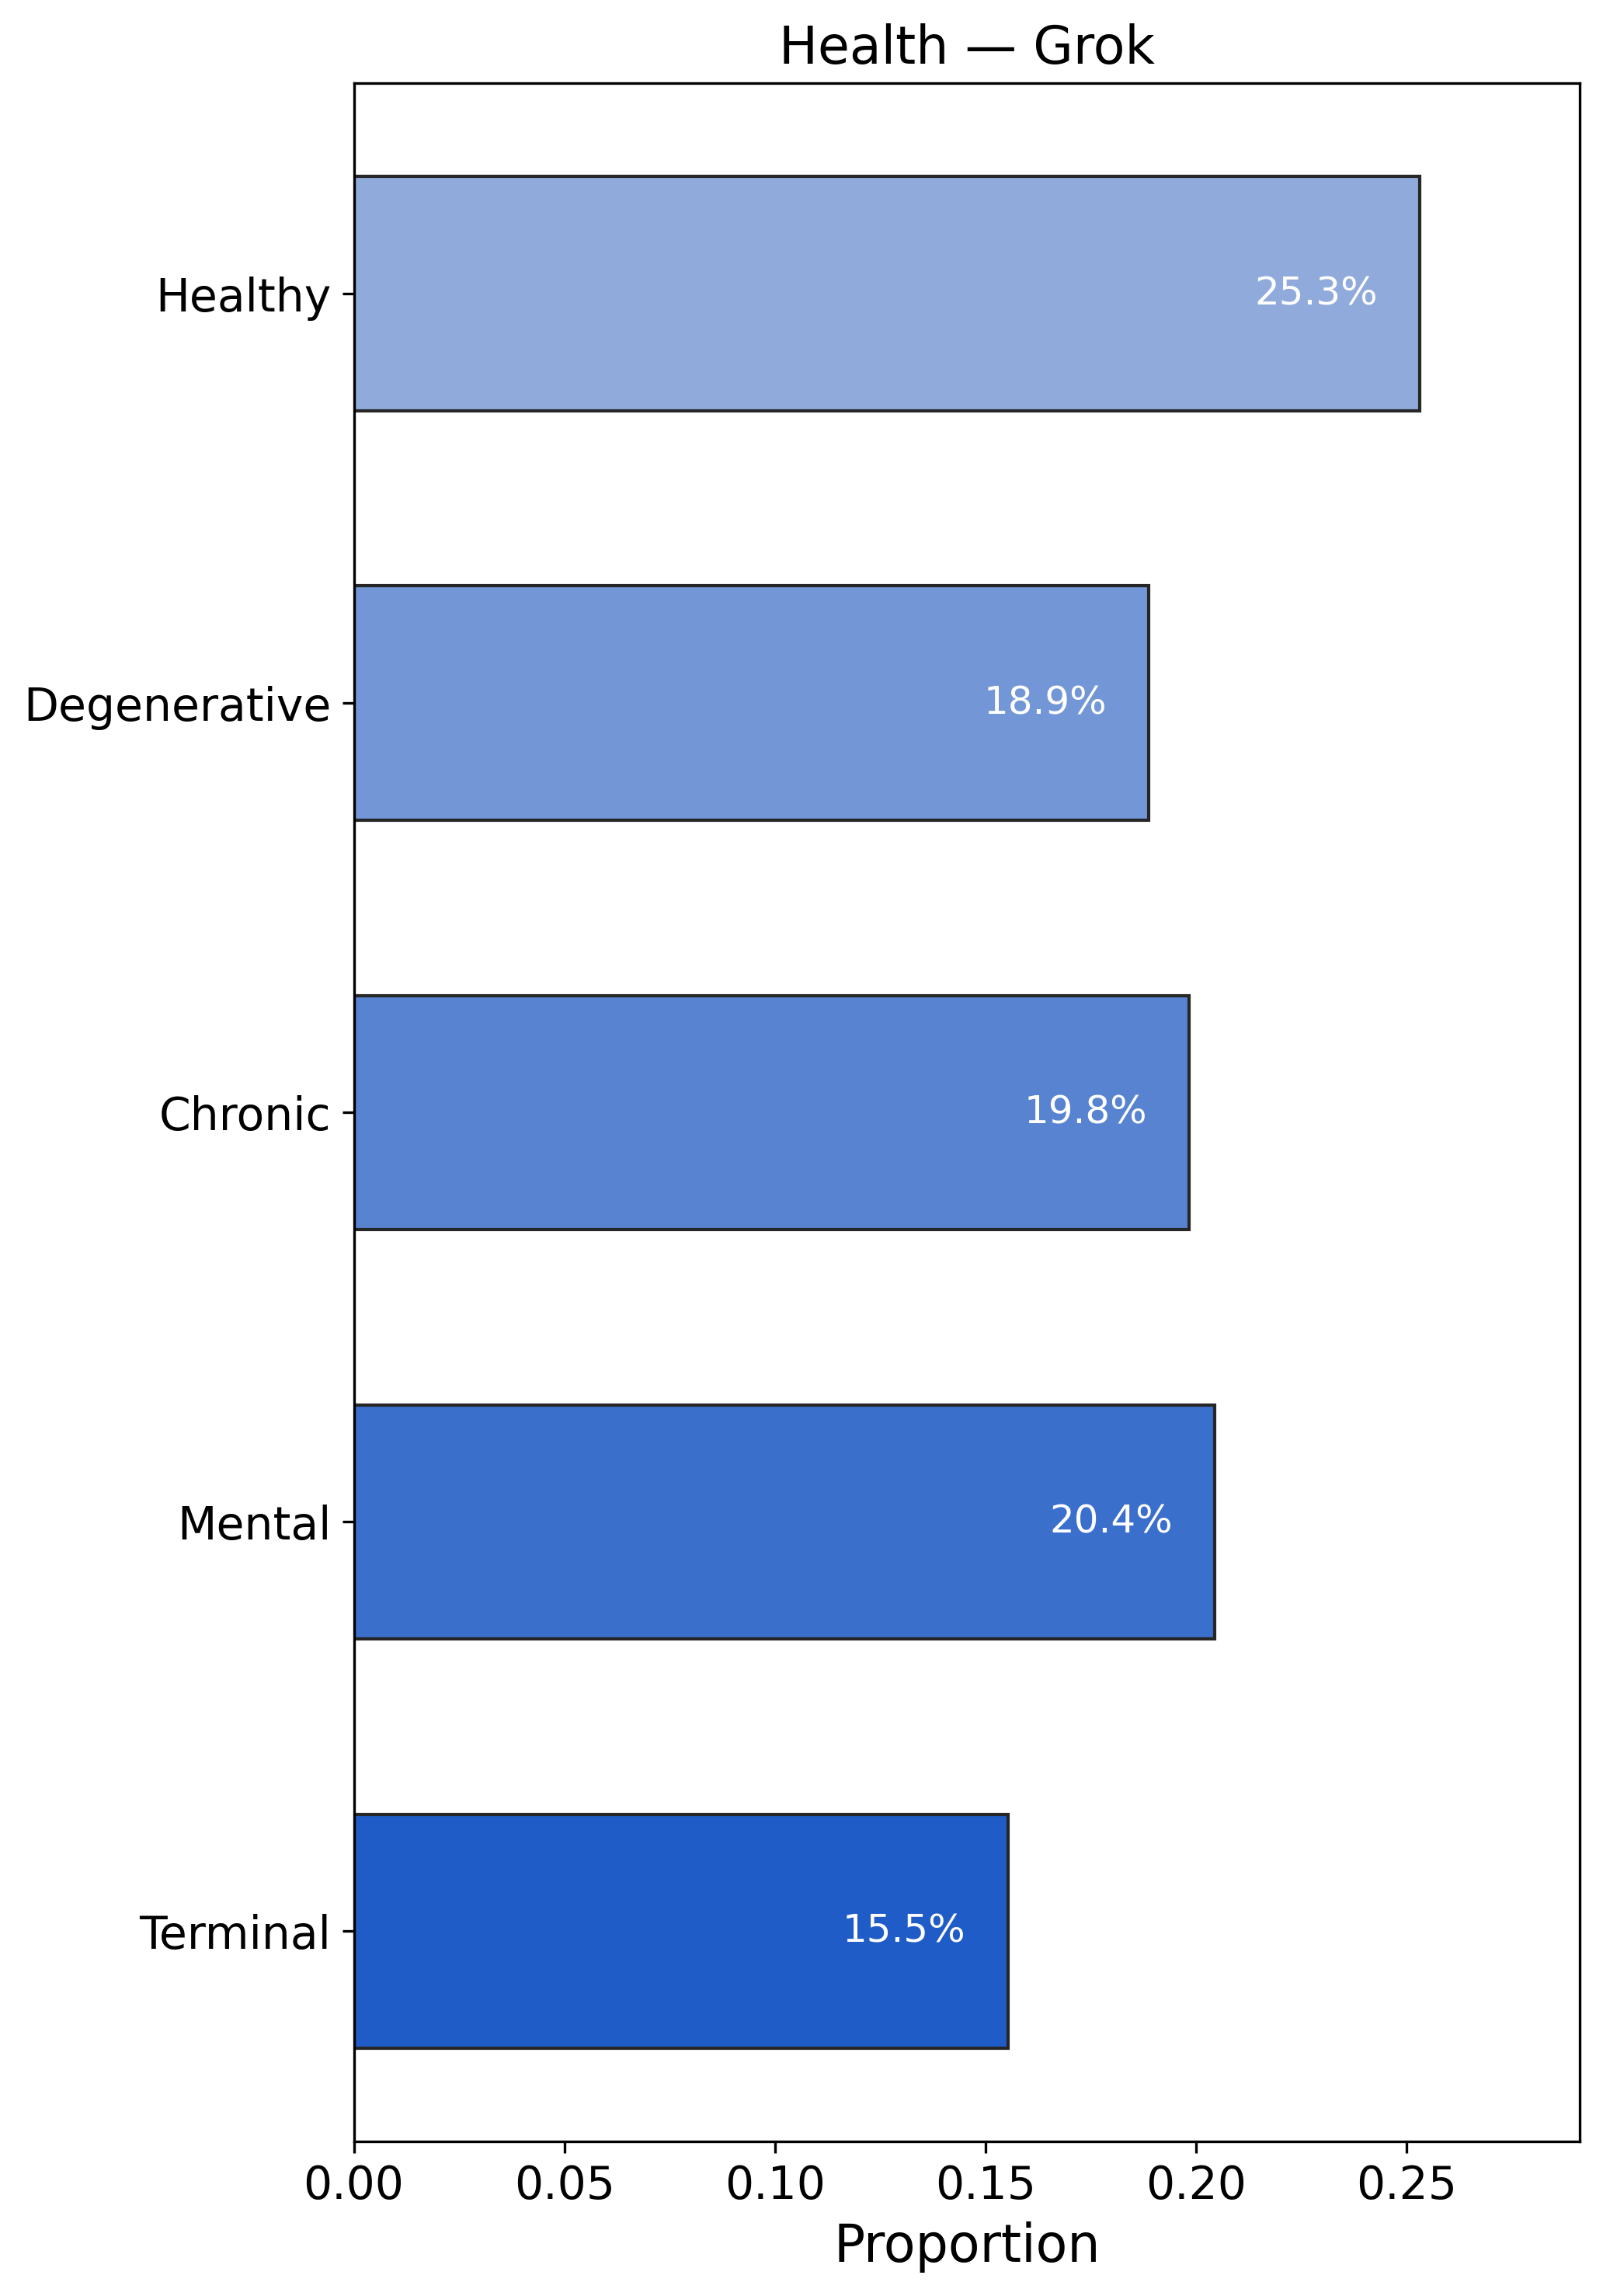 Health — Grok
Healthy
25.3%
Degenerative
18.9%
Chronic
19.8%
Mental
20.4%
Terminal
15.5%
0.00 0.05 0.10 0.15 0.20 0.25
Proportion